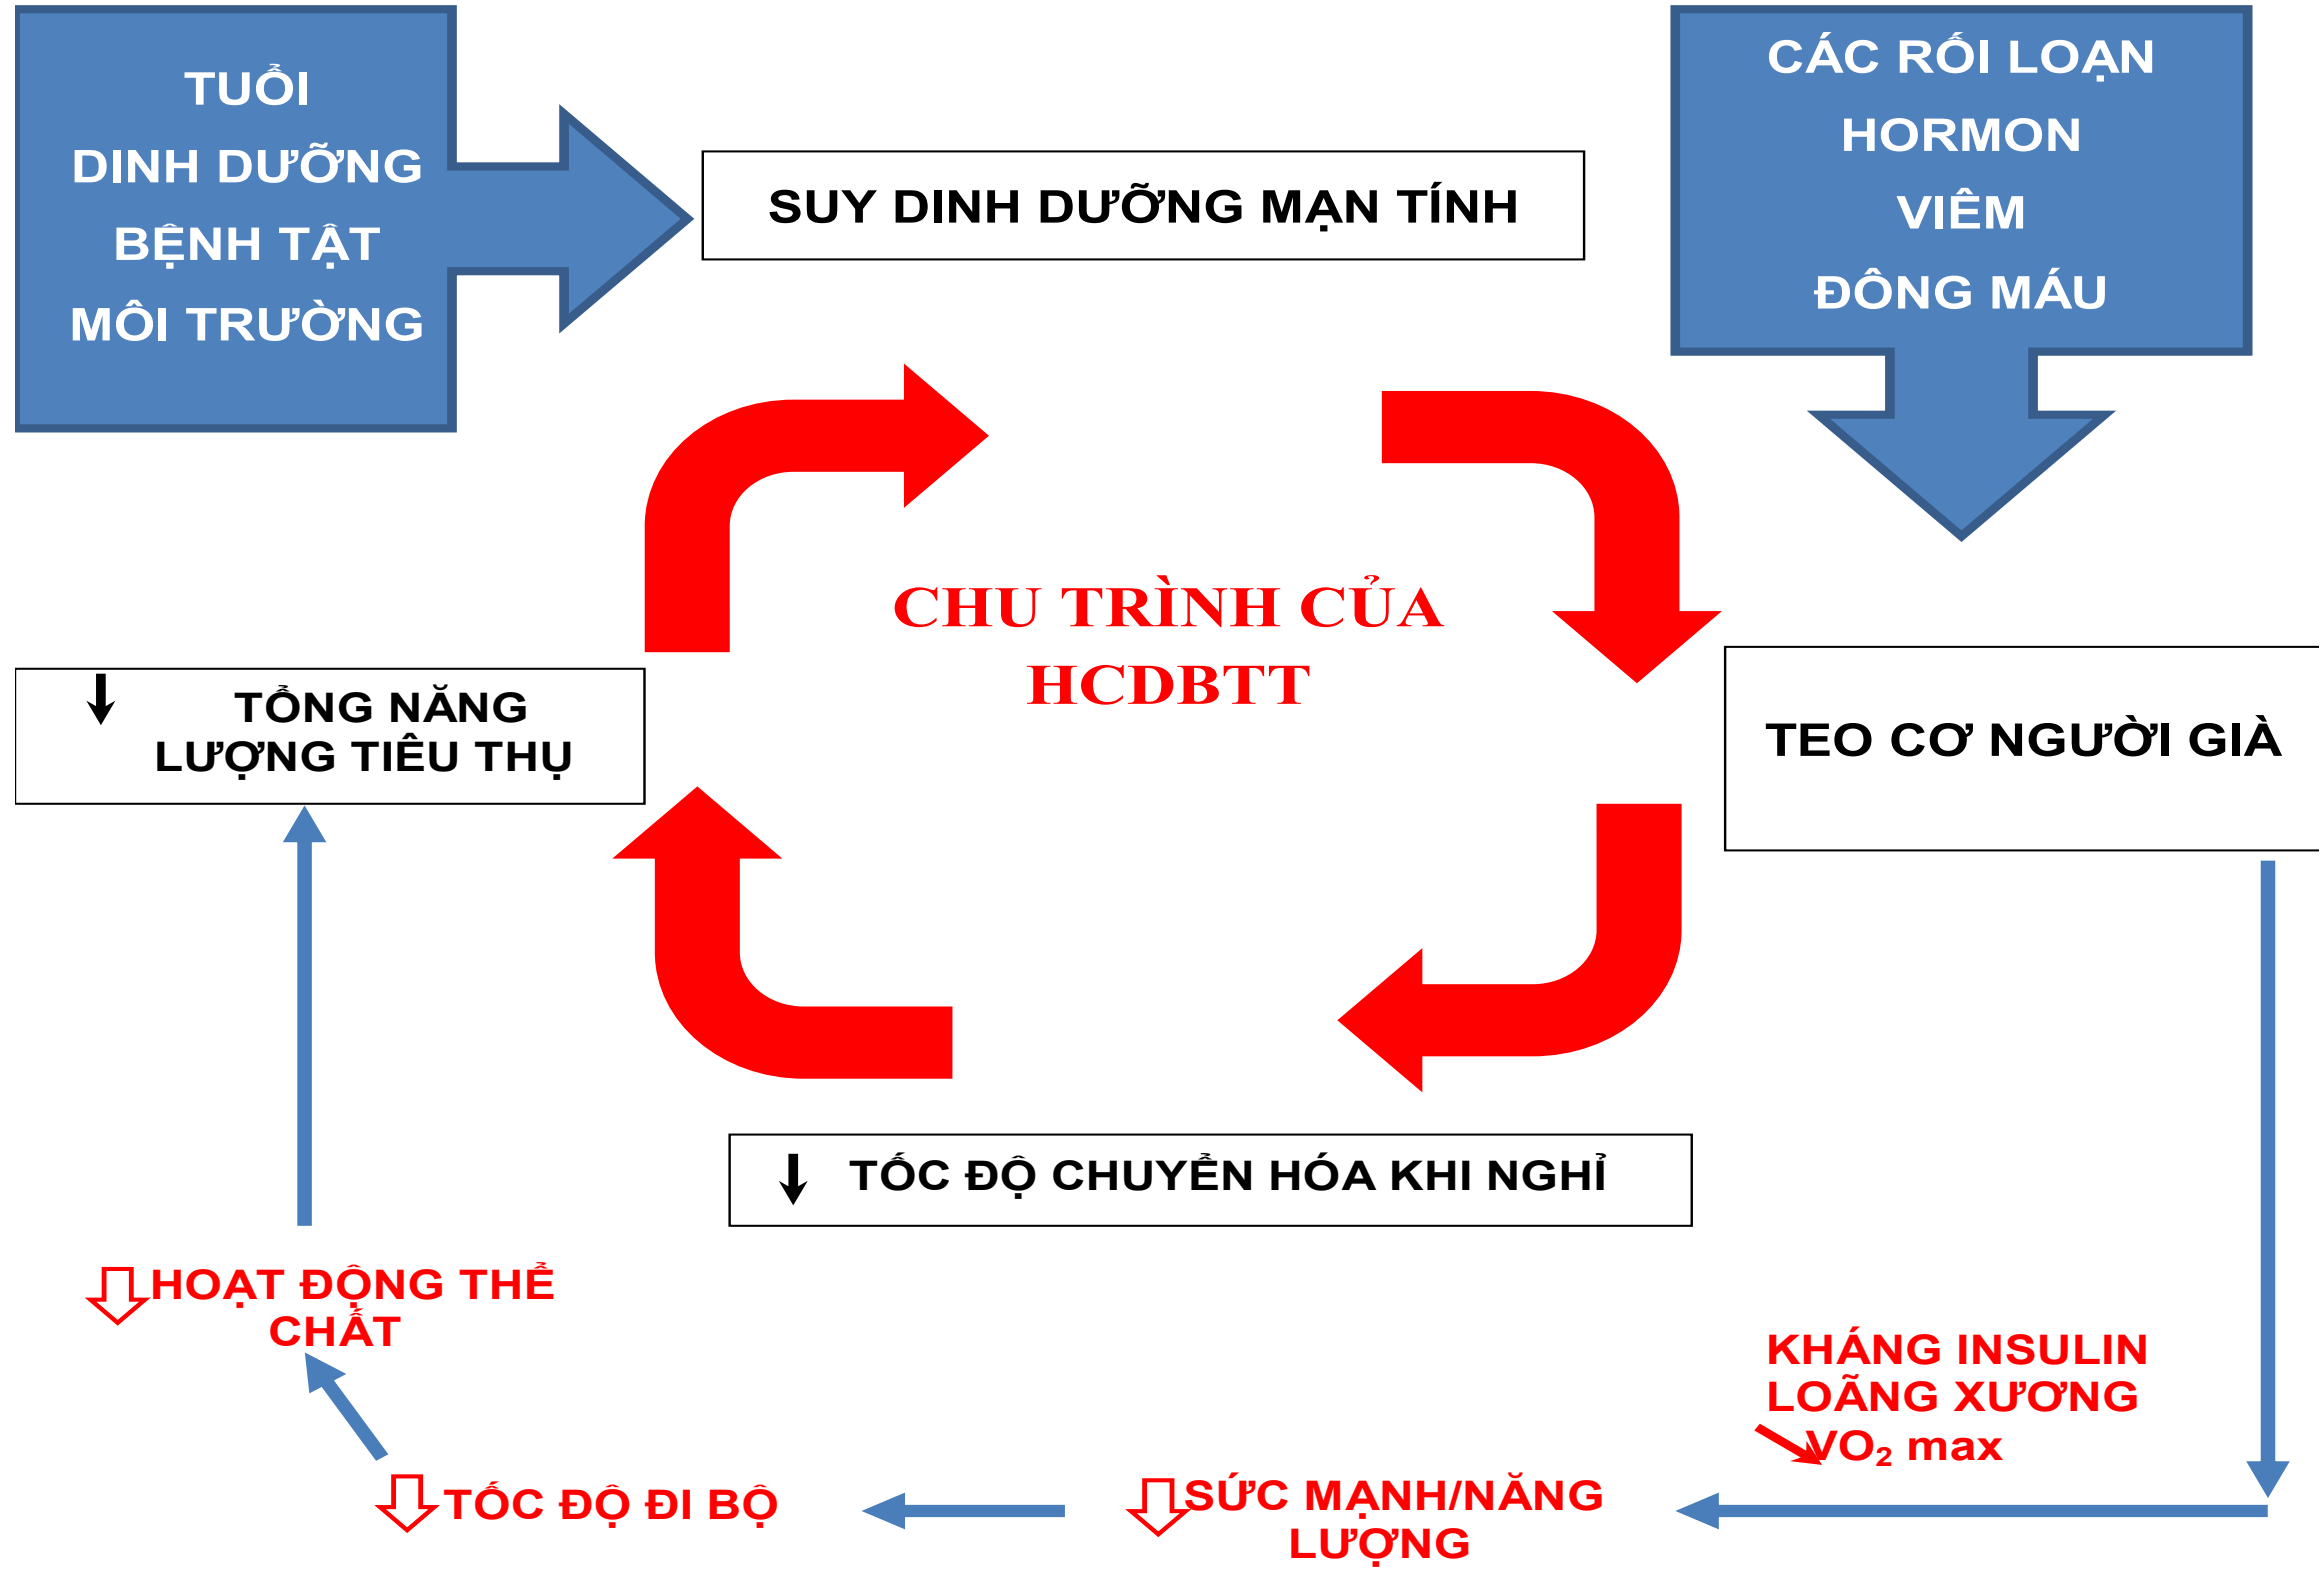 TUỔI
DINH DƯỠNG
BỆNH TẬT
MÔI TRƯỜNG
SUY DINH DƯỠNG MẠN TÍNH
CÁC RỐI LOẠN
HORMON
VIÊM
ĐÔNG MÁU
CHU TRÌNH CỦA
HCDBTT
↓ TỔNG NĂNG
LƯỢNG TIÊU THỤ
TEO CƠ NGƯỜI GIÀ
↓ TỐC ĐỘ CHUYỂN HÓA KHI NGHỈ
HOẠT ĐỘNG THỂ
CHẤT
KHÁNG INSULIN
LOÃNG XƯƠNG
VO₂ max
TỐC ĐỘ ĐI BỘ
SỨC MẠNH/NĂNG
LƯỢNG